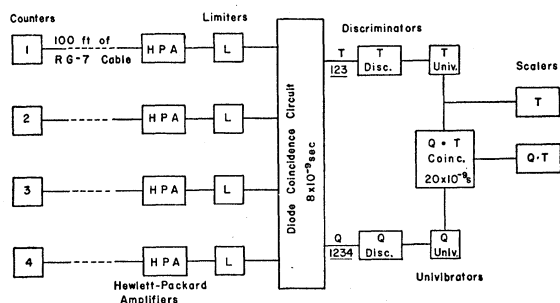 Counters
Limiters
Discriminators
Scalers
1
100 ft of
RG-7 Cable
HPA
L
T
123
T
Disc.
T
Univ.
T
2
HPA
L
Diode Coincidence Circuit
8x10-9sec
Q • T
Coinc.
20x10-9s
Q·T
3
HPA
L
4
HPA
L
Q
1234
Q
Disc.
Q
Univ.
Hewlett-Packard
Amplifiers
Univibrators